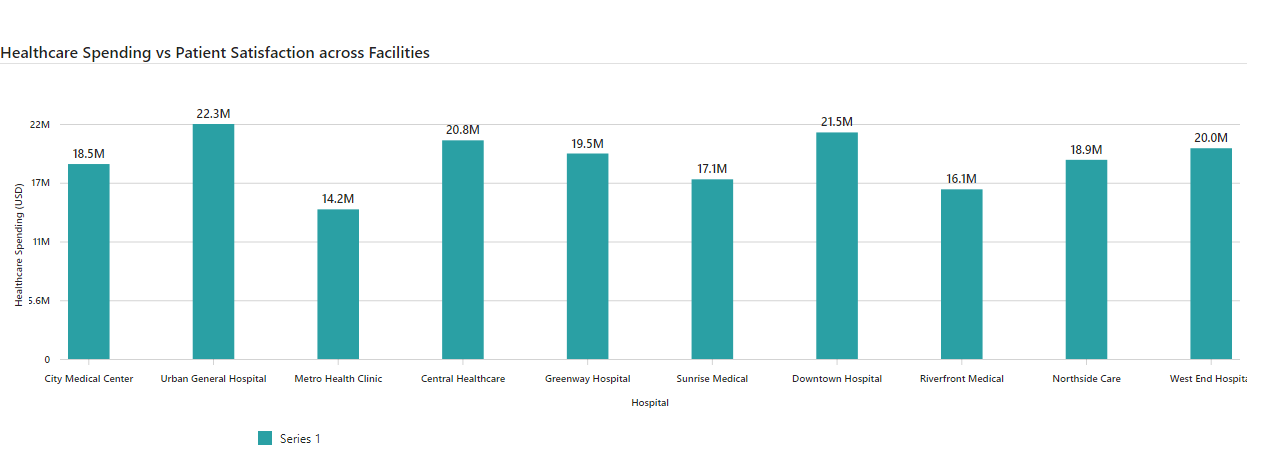 Healthcare Spending vs Patient Satisfaction across Facilities
22.3M
21.5M
22M
20.8M
20.0M
19.5M
18.9M
18.5M
17.1M
16.1M
17M
14.2M
11M
5.6M
0
Healthcare Spending (USD)
City Medical Center Urban General Hospital Metro Health Clinic Central Healthcare Greenway Hospital Sunrise Medical Downtown Hospital Riverfront Medical Northside Care West End Hospita
Hospital
Series 1